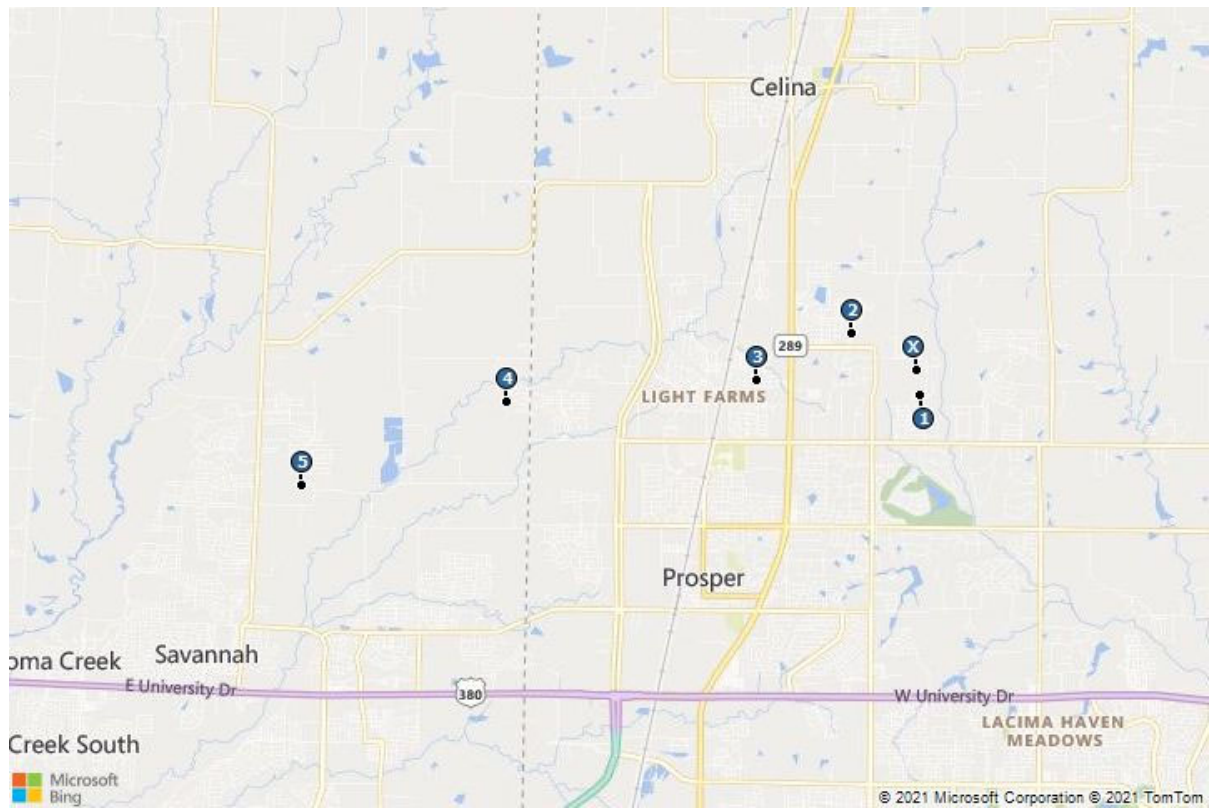 Celina
2
289
X
3
4
LIGHT FARMS
1
5
Prosper
oma Creek
Savannah
E University Dr
380
W University Dr
LACIMA HAVEN
MEADOWS
Creek South
Microsoft
Bing
© 2021 Microsoft Corporation © 2021 TomTom